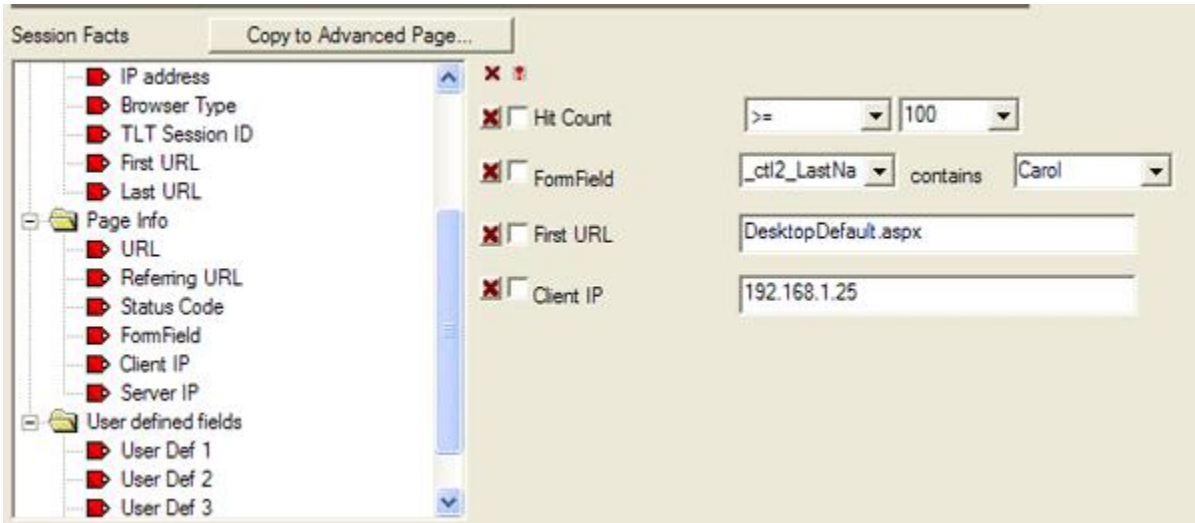 Session Facts Copy to Advanced Page...
IP address
Browser Type
TLT Session ID
First URL
Last URL
Page Info
URL
Referring URL
Status Code
FormField
Client IP
Server IP
User defined fields
User Def 1
User Def 2
User Def 3
Hit Count >= 100
FormField _ctl2_LastNa contains Carol
First URL DesktopDefault.aspx
Client IP 192.168.1.25